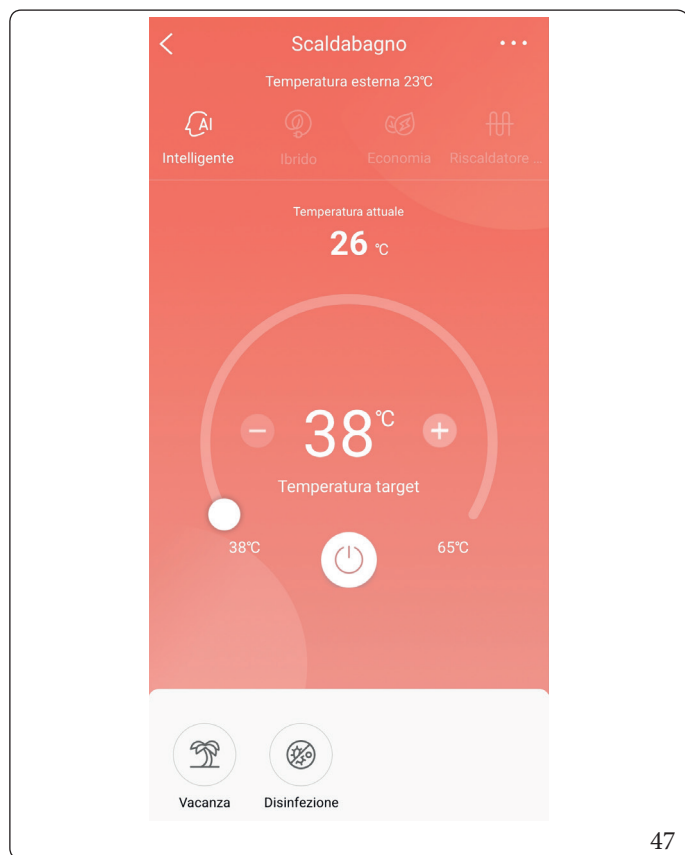 Scaldabagno
Temperatura esterna 23℃
AI
Intelligente Ibrido Economia Riscaldatore ...
Temperatura attuale
26 ℃
38℃
Temperatura target
38℃ 65℃
Vacanza Disinfezione
47